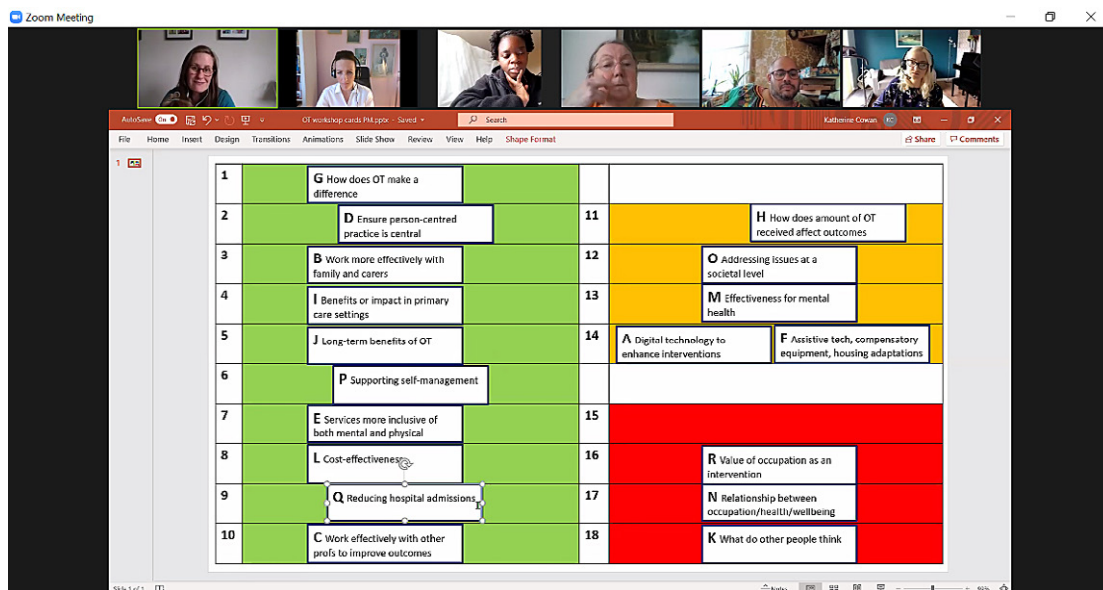 Zoom Meeting
AutoSave On
OT workshop cards PM.pptx - Saved
Search
Katherine Cowan
KC
File Home Insert Design Transitions Animations Slide Show Review View Help Shape Format
Share
Comments
1
1
G How does OT make a
difference
2
D Ensure person-centred
practice is central
3
B Work more effectively with
family and carers
4
I Benefits or impact in primary
care settings
5
J Long-term benefits of OT
6
P Supporting self-management
7
E Services more inclusive of
both mental and physical
8
L Cost-effectiveness
9
Q Reducing hospital admissions
10
C Work effectively with other
profs to improve outcomes
11
H How does amount of OT
received affect outcomes
12
O Addressing issues at a
societal level
13
M Effectiveness for mental
health
14
A Digital technology to
enhance interventions
F Assistive tech, compensatory
equipment, housing adaptations
15
16
R Value of occupation as an
intervention
17
N Relationship between
occupation/health/wellbeing
18
K What do other people think
Slide 1 of 1